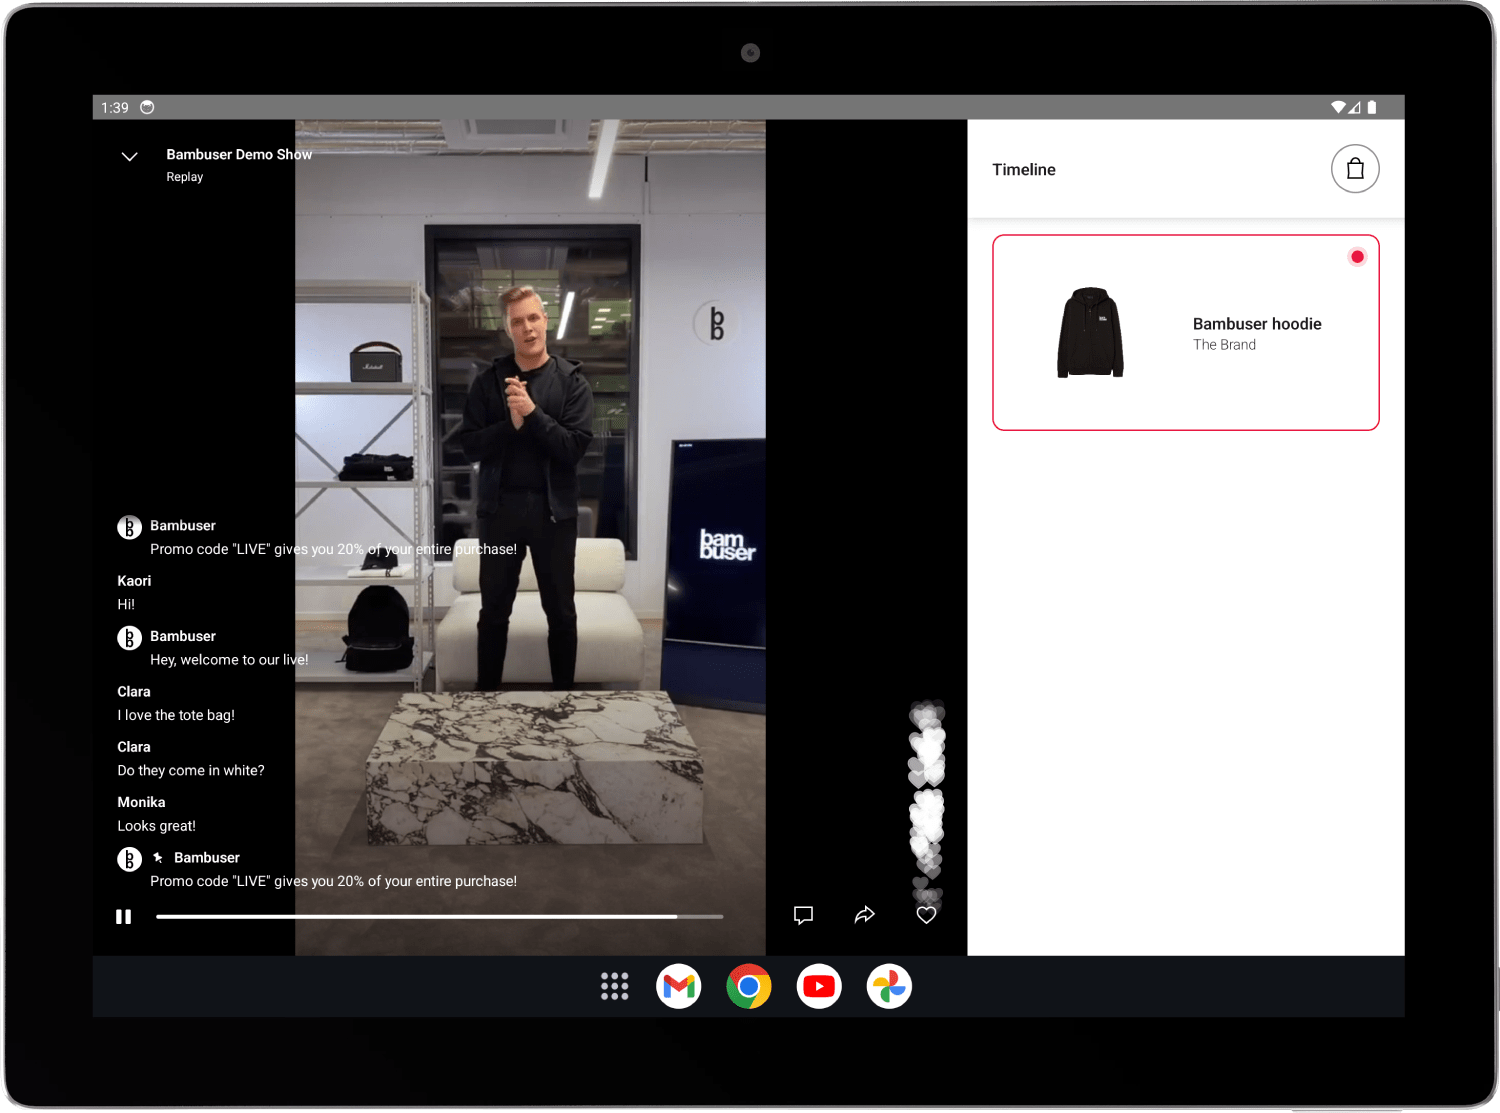 1:39
Bambuser Demo Show
Replay
Timeline
Bambuser hoodie
The Brand
b
b
Marshall
bam
buser
Bambuser
Promo code "LIVE" gives you 20% of your entire purchase!
Kaori
Hi!
Bambuser
Hey, welcome to our live!
Clara
I love the tote bag!
Clara
Do they come in white?
Monika
Looks great!
Bambuser
Promo code "LIVE" gives you 20% of your entire purchase!